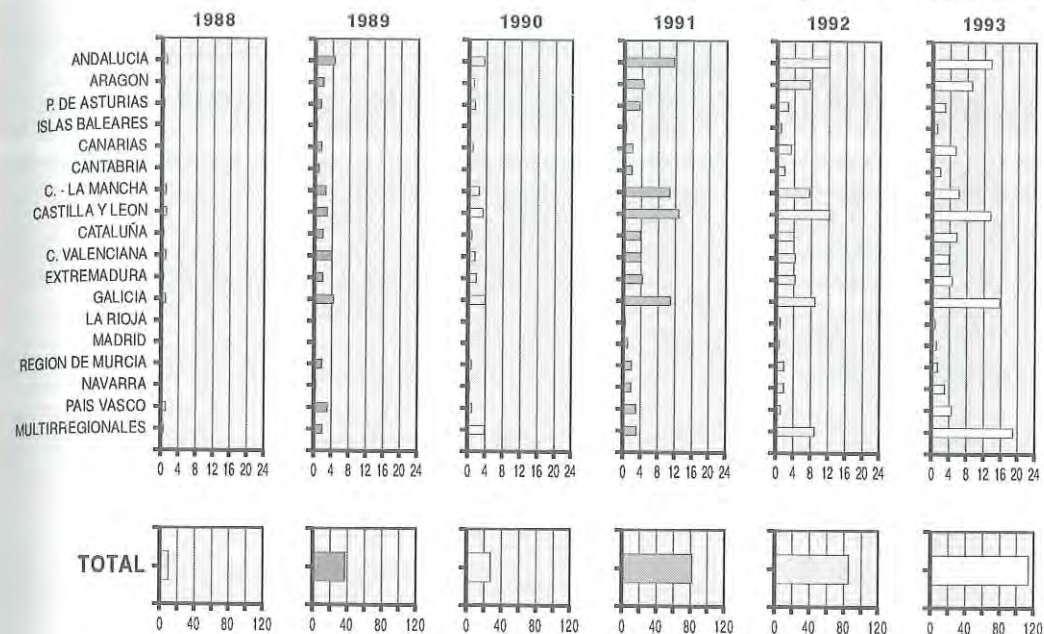 1988 1989 1990 1991 1992 1993
ANDALUCIA
ARAGON
P. DE ASTURIAS
ISLAS BALEARES
CANARIAS
CANTABRIA
C. - LA MANCHA
CASTILLA Y LEON
CATALUÑA
C. VALENCIANA
EXTREMADURA
GALICIA
LA RIOJA
MADRID
REGION DE MURCIA
NAVARRA
PAIS VASCO
MULTIRREGIONALES
0 4 8 12 16 20 24 0 4 8 12 16 20 24 0 4 8 12 16 20 24 0 4 8 12 16 20 24 0 4 8 12 16 20 24 0 4 8 12 16 20 24
TOTAL
0 40 80 120 0 40 80 120 0 40 80 120 0 40 80 120 0 40 80 120 0 40 80 120